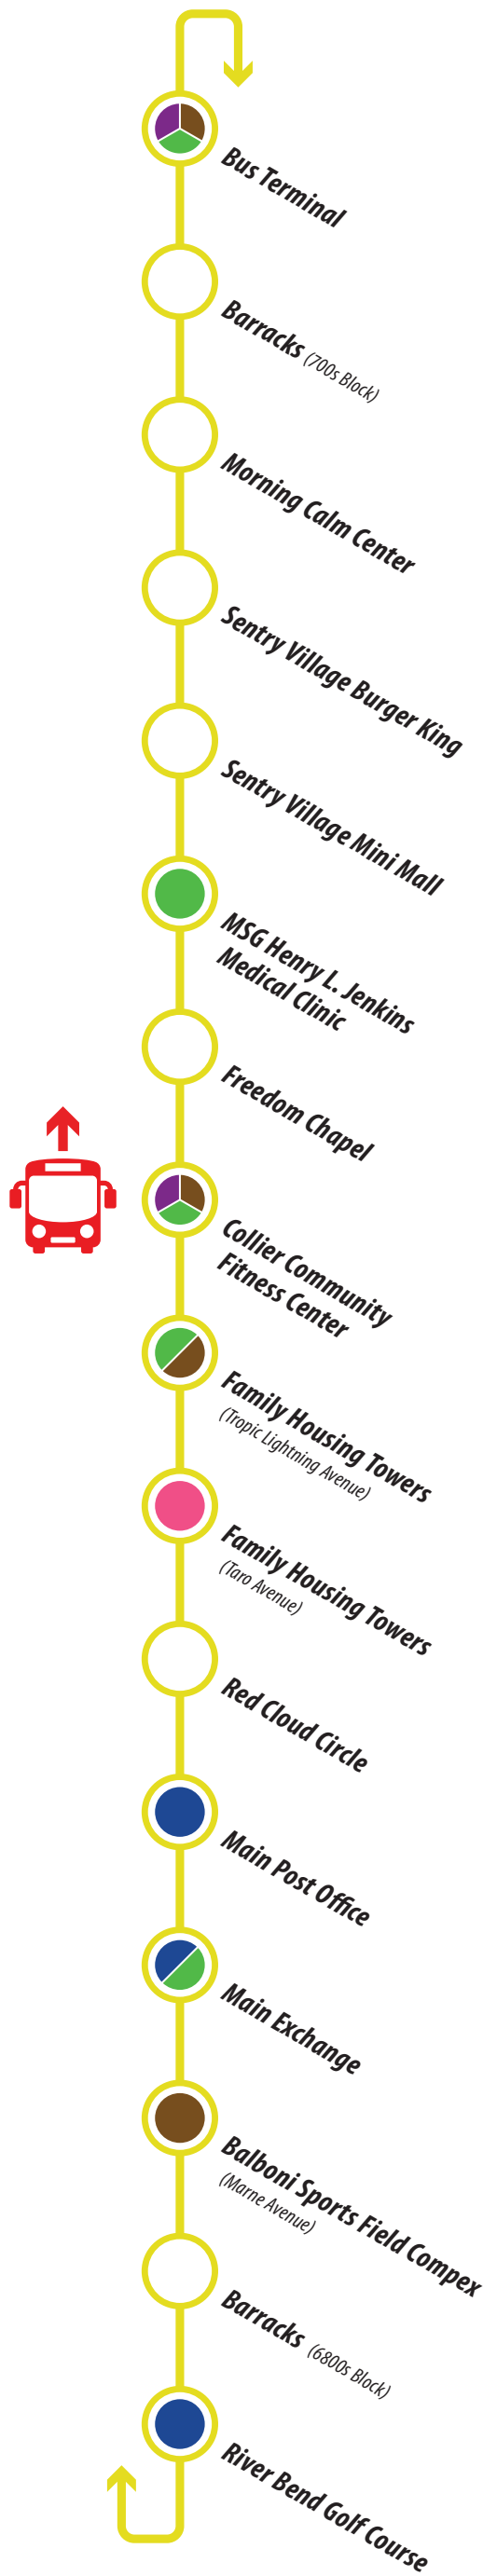 Bus Terminal
Barracks (700s Block)
Morning Calm Center
Sentry Village Burger King
Sentry Village Mini Mall
MSG Henry L. Jenkins
Medical Clinic
Freedom Chapel
Collier Community
Fitness Center
Family Housing Towers
(Tropic Lightning Avenue)
Family Housing Towers
(Taro Avenue)
Red Cloud Circle
Main Post Office
Main Exchange
Balboni Sports Field Compex
(Marne Avenue)
Barracks (6800s Block)
River Bend Golf Course